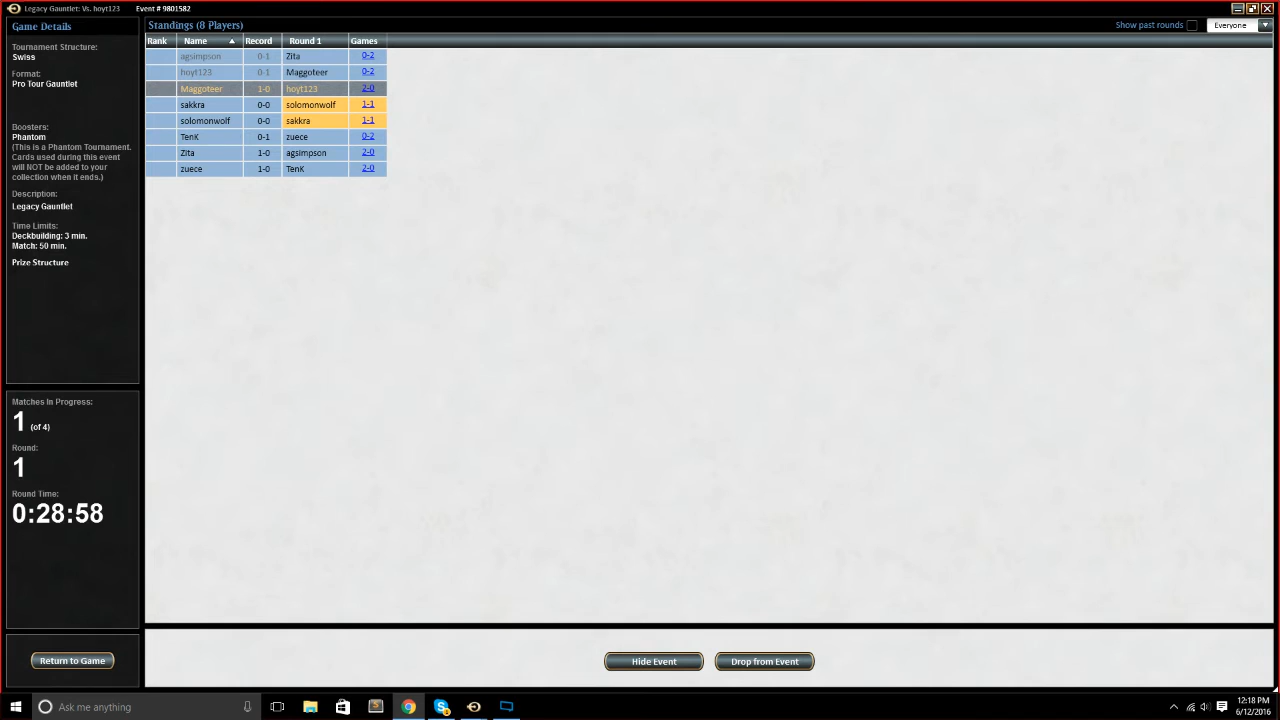 Legacy Gauntlet: Vs. hoyt123 Event # 9801582
Game Details
Tournament Structure:
Swiss
Format:
Pro Tour Gauntlet
Boosters:
Phantom
(This is a Phantom Tournament.
Cards used during this event
will NOT be added to your
collection when it ends.)
Description:
Legacy Gauntlet
Time Limits:
Deckbuilding: 3 min.
Match: 50 min.
Prize Structure
Matches In Progress:
1 (of 4)
Round:
1
Round Time:
0:28:58
Return to Game
Standings (8 Players)
Show past rounds Everyone
Rank Name Record Round 1 Games
agsimpson 0-1 Zita 0-2
hoyt123 0-1 Maggoteer 0-2
Maggoteer 1-0 hoyt123 2-0
sakkra 0-0 solomonwolf 1-1
solomonwolf 0-0 sakkra 1-1
TenK 0-1 zuece 0-2
Zita 1-0 agsimpson 2-0
zuece 1-0 TenK 2-0
Hide Event Drop from Event
Ask me anything
12:18 PM
6/12/2016